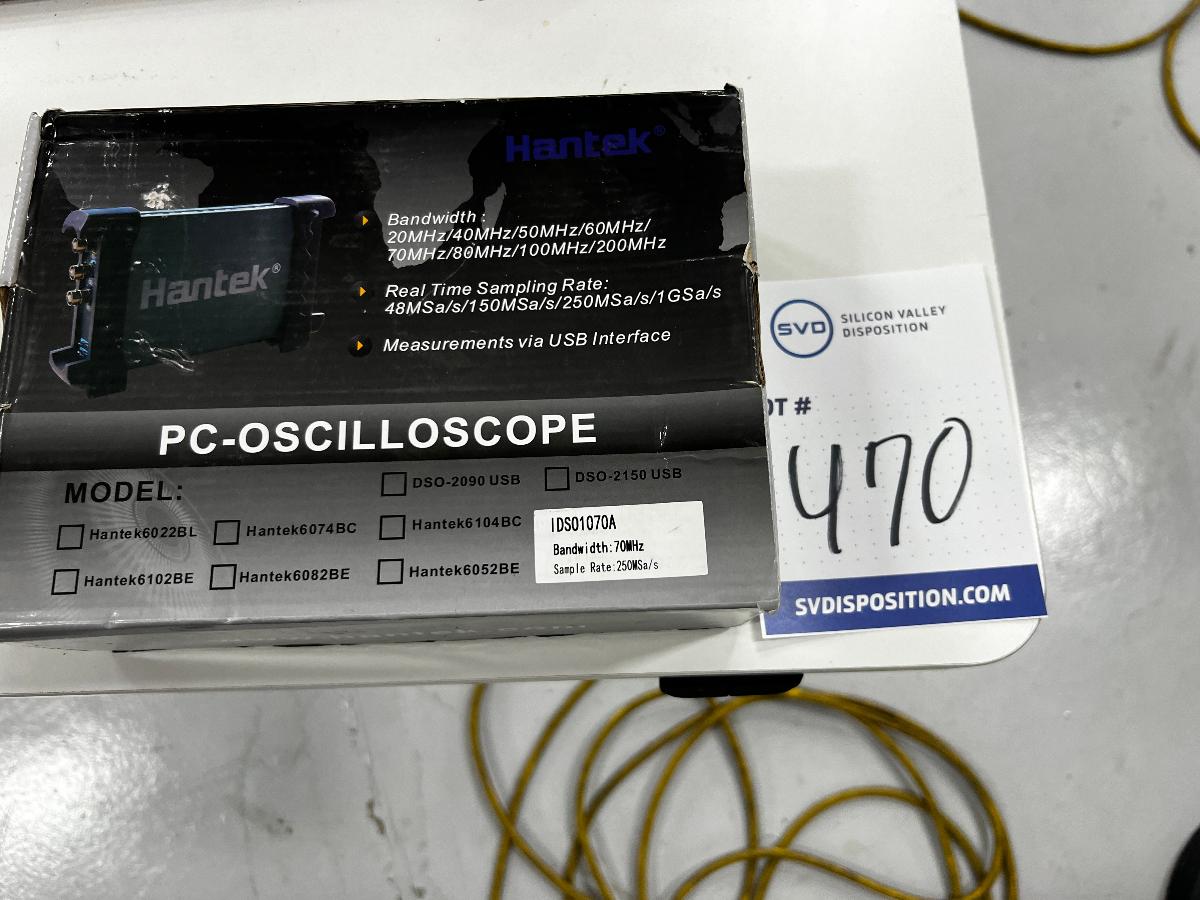 Hantek®
Hantek®
Bandwidth :
20MHz/40MHz/50MHz/60MHz/
70MHz/80MHz/100MHz/200MHz
Real Time Sampling Rate:
48MSa/s/150MSa/s/250MSa/s/1GSa/s
Measurements via USB Interface
PC-OSCILLOSCOPE
MODEL:
DSO-2090 USB
DSO-2150 USB
Hantek6022BL
Hantek6074BC
Hantek6104BC
Hantek6102BE
Hantek6082BE
Hantek6052BE
IDSO1070A
Bandwidth:70MHz
Sample Rate:250MSa/s
SVD
SILICON VALLEY
DISPOSITION
OT #
470
SVDISPOSITION.COM